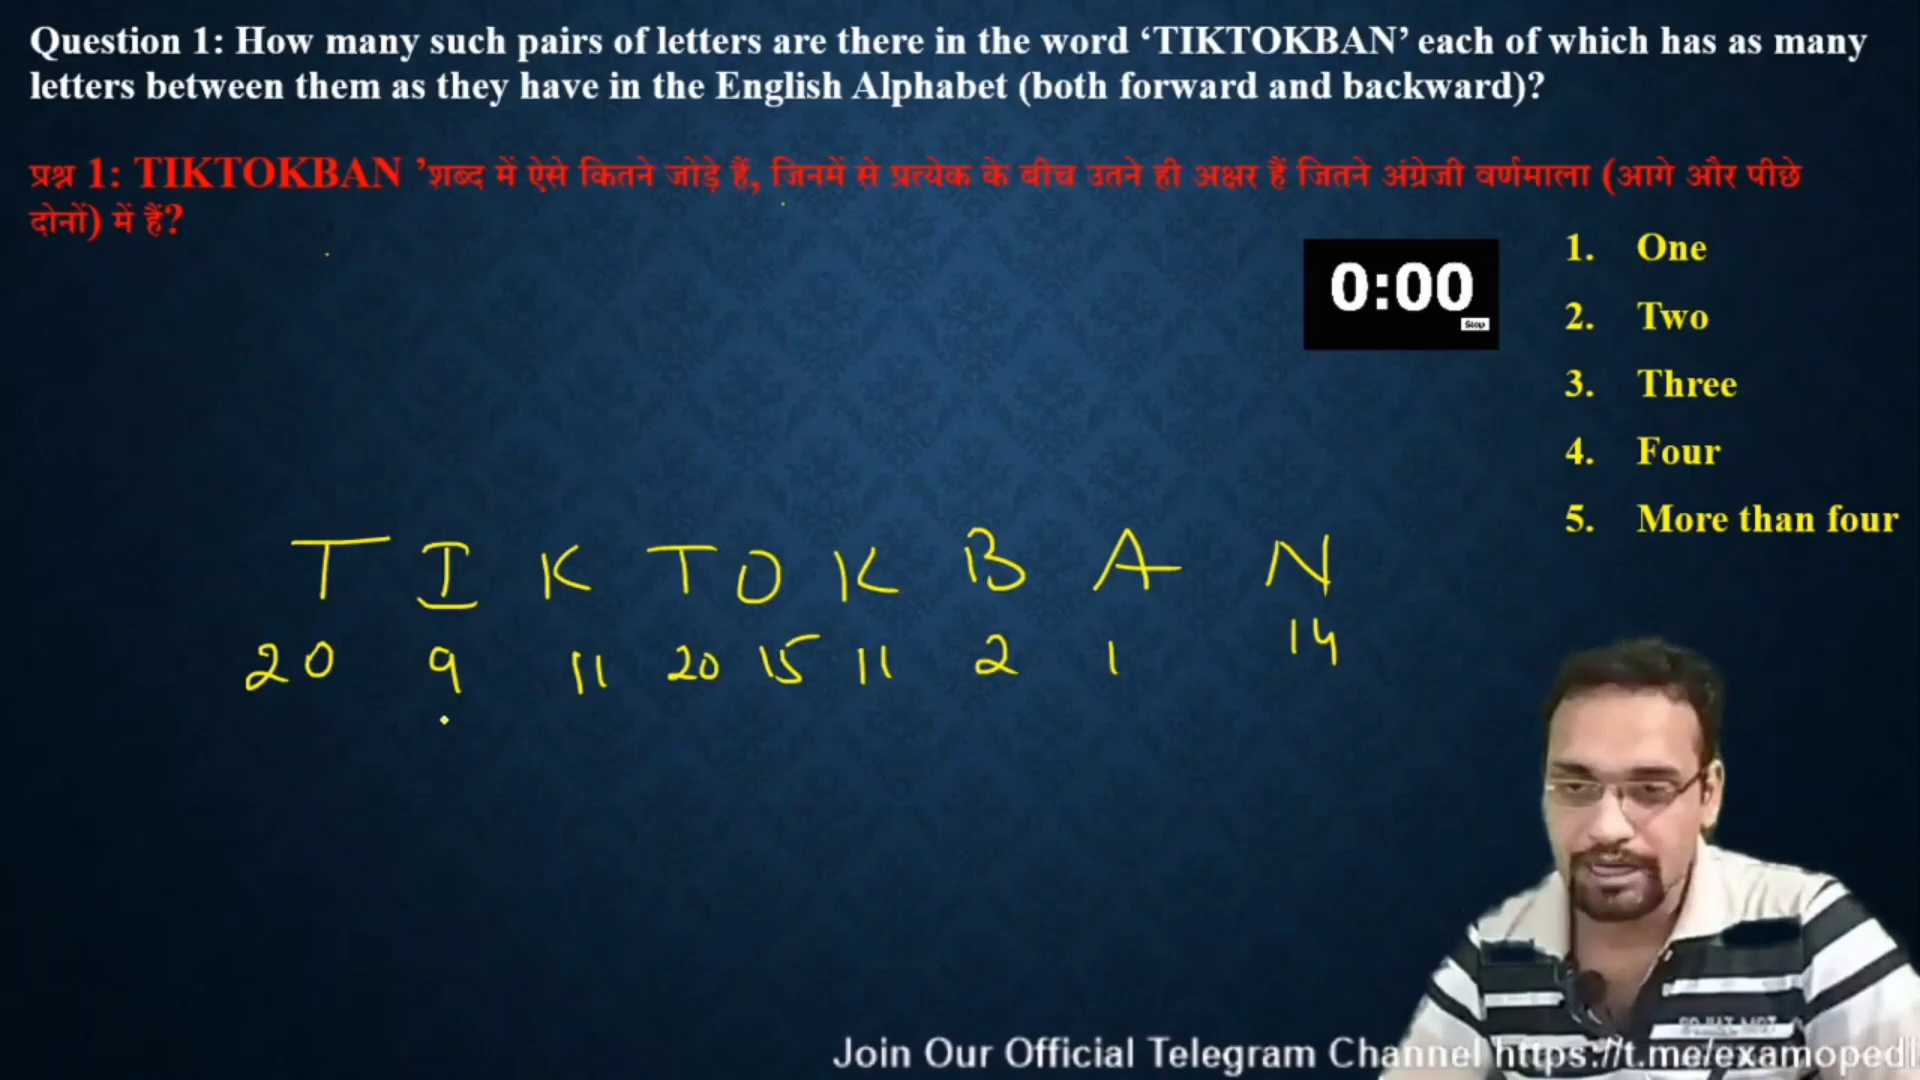 Question 1: How many such pairs of letters are there in the word ‘TIKTOKBAN’ each of which has as many
letters between them as they have in the English Alphabet (both forward and backward)?
प्रश्न 1: TIKTOKBAN ’शब्द में ऐसे कितने जोड़े हैं, जिनमें से प्रत्येक के बीच उतने ही अक्षर हैं जितने अंग्रेजी वर्णमाला (आगे और पीछे
दोनों) में हैं?
0:00
Stop
1. One
2. Two
3. Three
4. Four
5. More than four
T I K T O K B A N
20 9 11 20 15 11 2 1 14
Join Our Official Telegram Channel https://t.me/examopedi